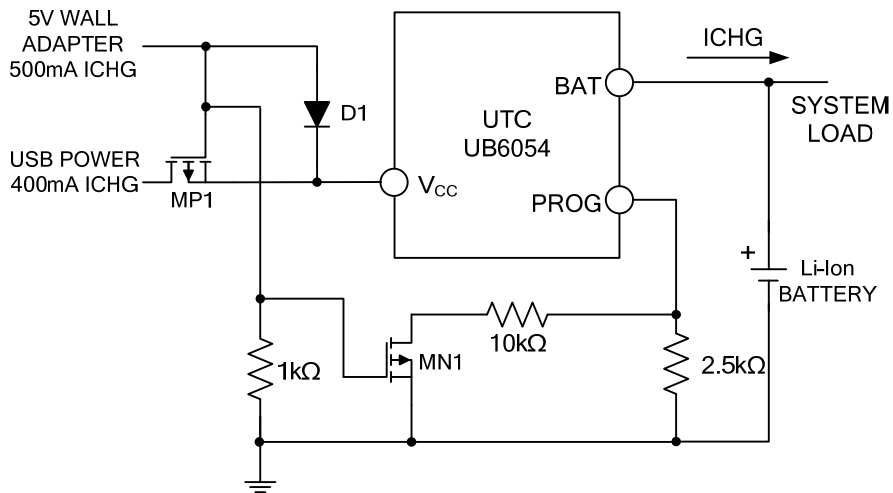 5V WALL
ADAPTER
500mA ICHG
USB POWER
400mA ICHG
MP1
D1
VCC
UTC
UB6054
BAT
PROG
ICHG
SYSTEM
LOAD
+
Li-Ion
BATTERY
1kΩ
MN1
10kΩ
2.5kΩ